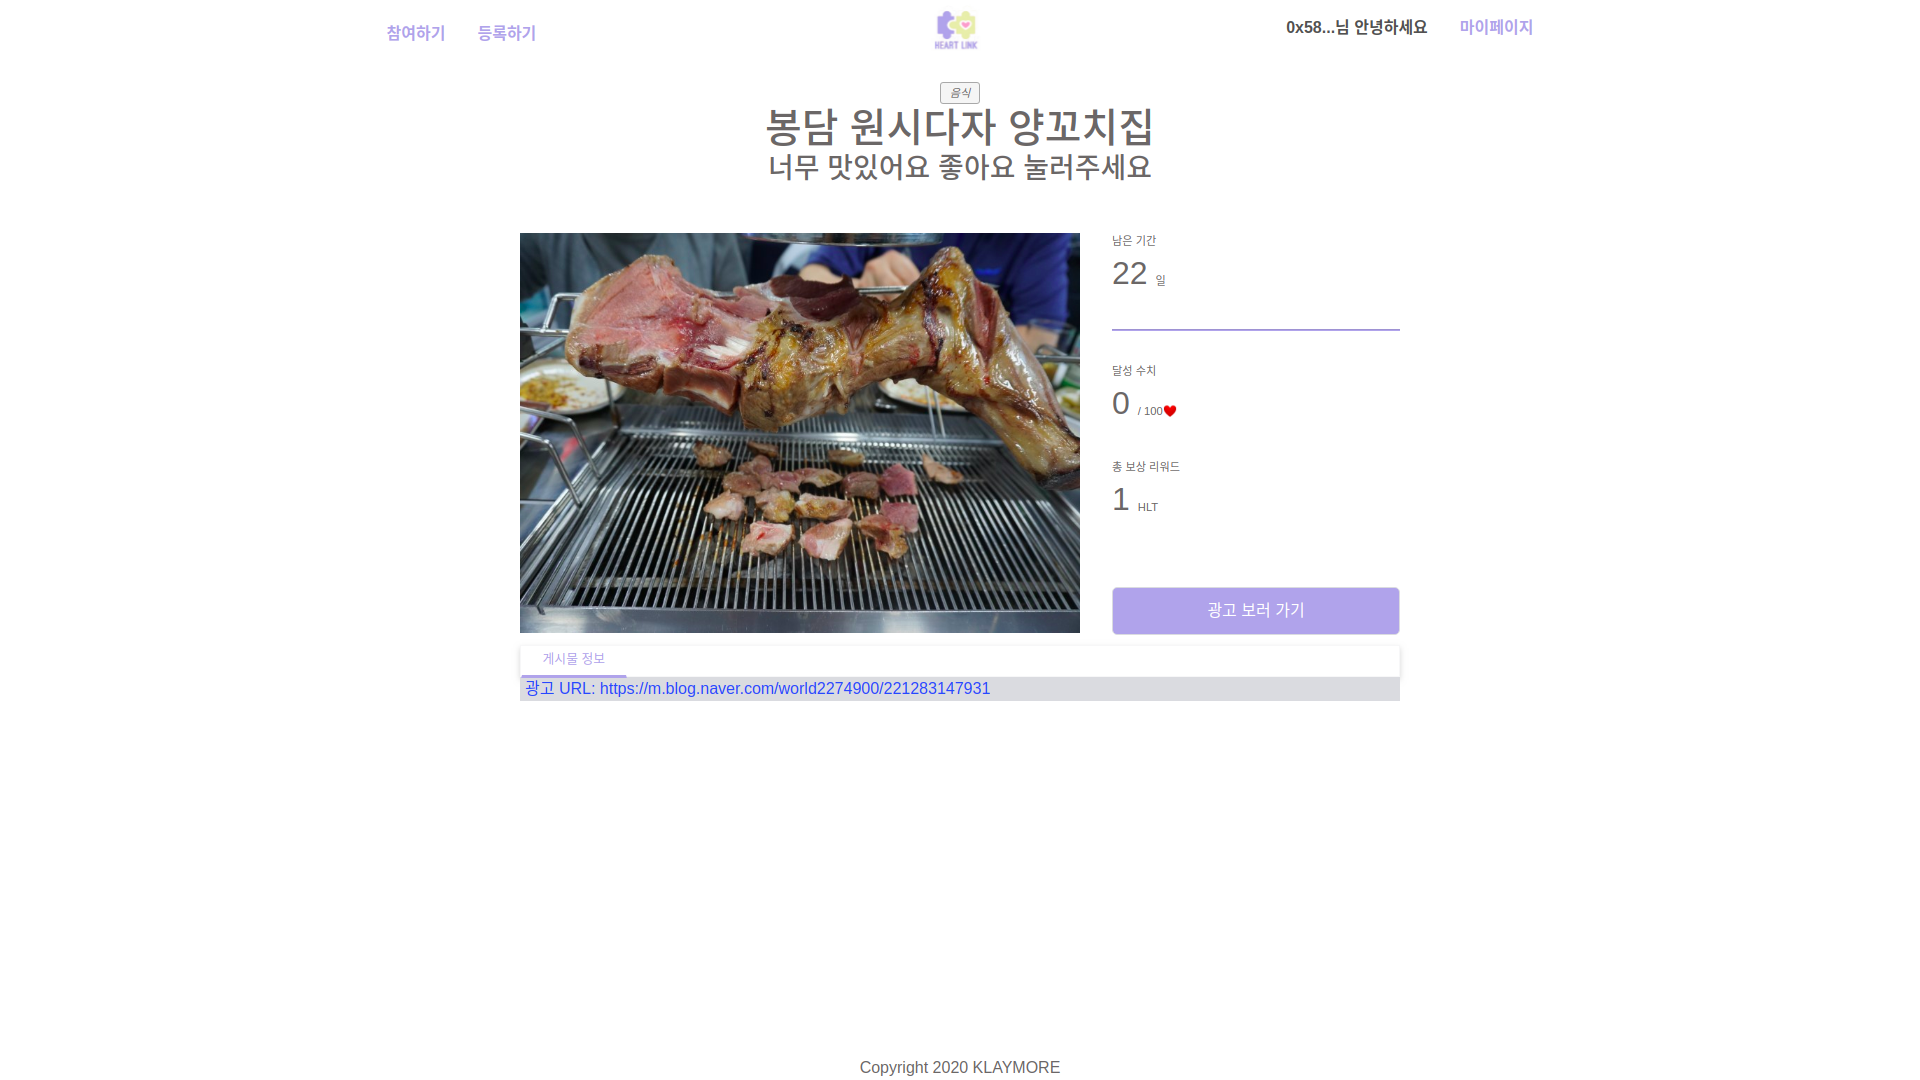 참여하기
등록하기
HEART LINK
0x58...님 안녕하세요
마이페이지
음식
봉담 원시다자 양꼬치집
너무 맛있어요 좋아요 눌러주세요
남은 기간
22 일
달성 수치
0 / 100❤
총 보상 리워드
1 HLT
광고 보러 가기
게시물 정보
광고 URL: https://m.blog.naver.com/world2274900/221283147931
Copyright 2020 KLAYMORE